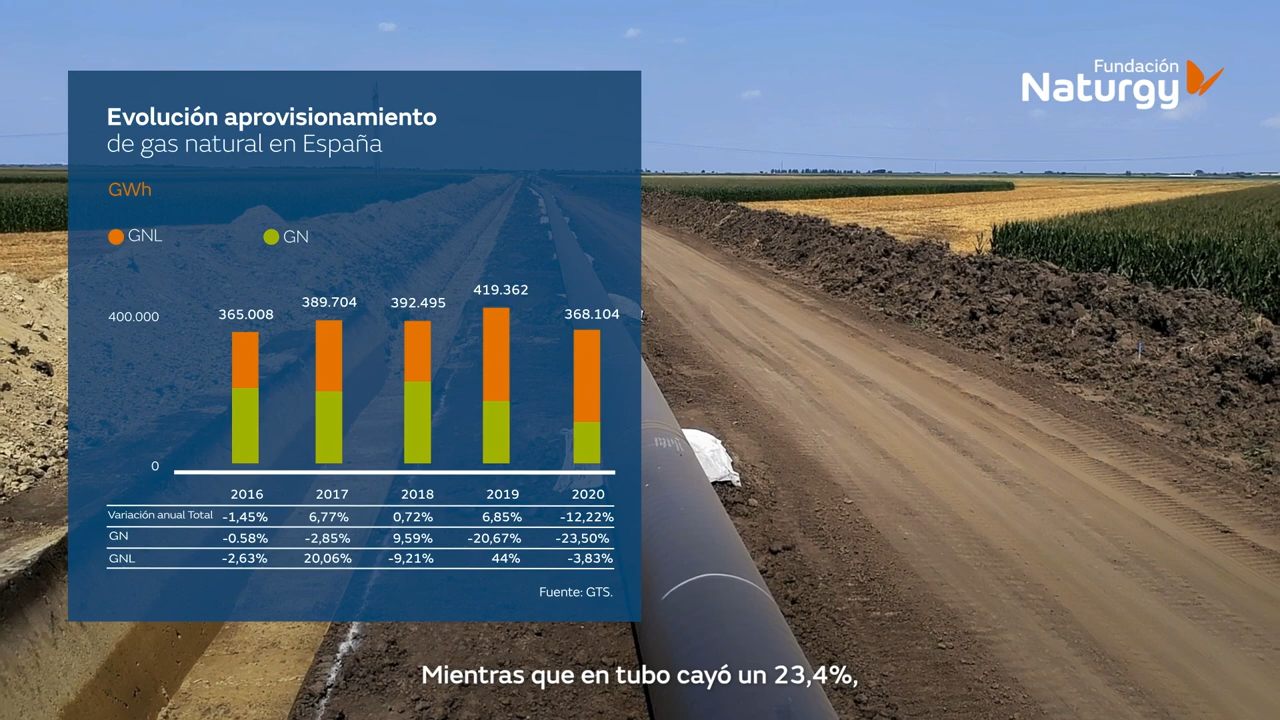 Fundación
Naturgy
Evolución aprovisionamiento
de gas natural en España
GWh
GNL GN
400.000
365.008 389.704 392.495 419.362 368.104
0
2016 2017 2018 2019 2020
Variación anual Total -1,45% 6,77% 0,72% 6,85% -12,22%
GN -0.58% -2,85% 9,59% -20,67% -23,50%
GNL -2,63% 20,06% -9,21% 44% -3,83%
Fuente: GTS.
Mientras que en tubo cayó un 23,4%,